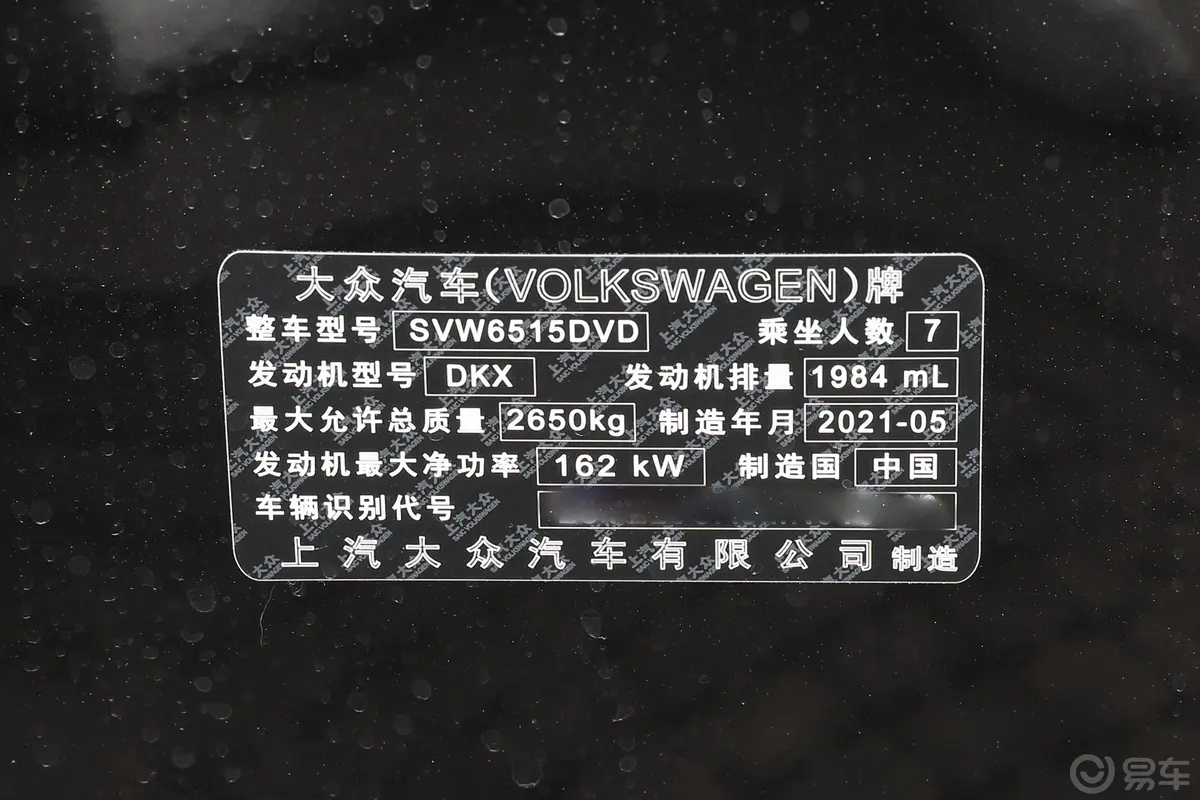 大众汽车(VOLKSWAGEN)牌
整车型号 SVW6515DVD 乘坐人数 7
发动机型号 DKX 发动机排量 1984 mL
最大允许总质量 2650kg 制造年月 2021-05
发动机最大净功率 162 kW 制造国 中国
车辆识别代号
上汽大众汽车有限公司 制造
易车